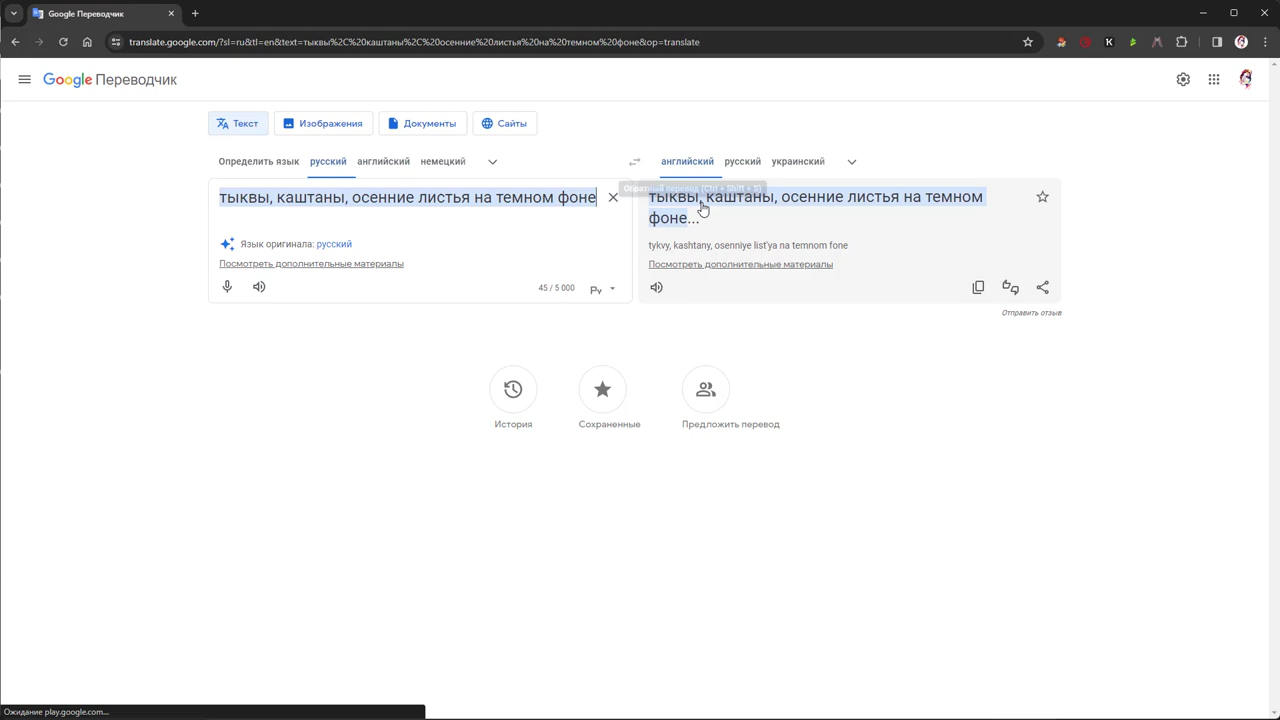 Google Переводчик
translate.google.com/?sl=ru&tl=en&text=тыквы%2C%20каштаны%2C%20осенние%20листья%20на%20темном%20фоне&op=translate
Google Переводчик
Текст
Изображения
Документы
Сайты
Определить язык
русский
английский
немецкий
английский
русский
украинский
Обратный перевод (Ctrl + Shift + S)
тыквы, каштаны, осенние листья на темном фоне
тыквы, каштаны, осенние листья на темном
фоне...
Язык оригинала: русский
tykvy, kashtany, osenniye list'ya na temnom fone
Посмотреть дополнительные материалы
Посмотреть дополнительные материалы
45 / 5 000
Отправить отзыв
История
Сохраненные
Предложить перевод
Ожидание play.google.com...